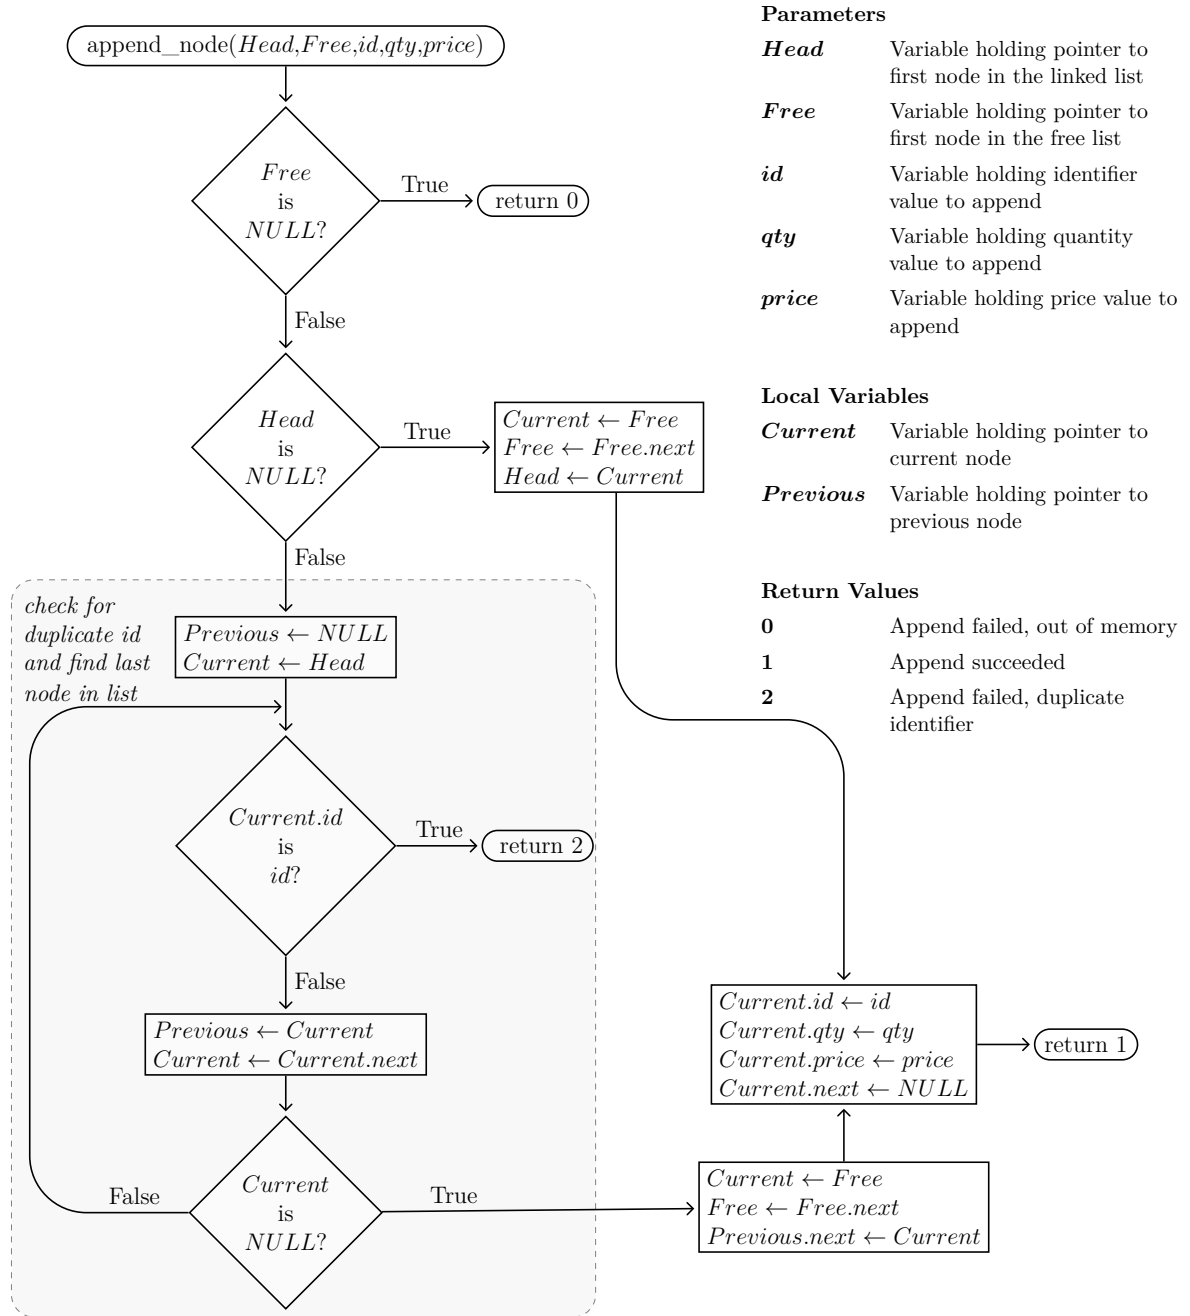 append_node(Head,Free,id,qty,price)
Free
is
NULL?
True
return 0
False
Head
is
NULL?
True
Current ← Free
Free ← Free.next
Head ← Current
False
check for
duplicate id
and find last
node in list
Previous ← NULL
Current ← Head
Current.id
is
id?
True
return 2
False
Previous ← Current
Current ← Current.next
Current
is
NULL?
False
True
Current ← Free
Free ← Free.next
Previous.next ← Current
Current.id ← id
Current.qty ← qty
Current.price ← price
Current.next ← NULL
return 1
Parameters
Head Variable holding pointer to
first node in the linked list
Free Variable holding pointer to
first node in the free list
id Variable holding identifier
value to append
qty Variable holding quantity
value to append
price Variable holding price value to
append
Local Variables
Current Variable holding pointer to
current node
Previous Variable holding pointer to
previous node
Return Values
0 Append failed, out of memory
1 Append succeeded
2 Append failed, duplicate
identifier